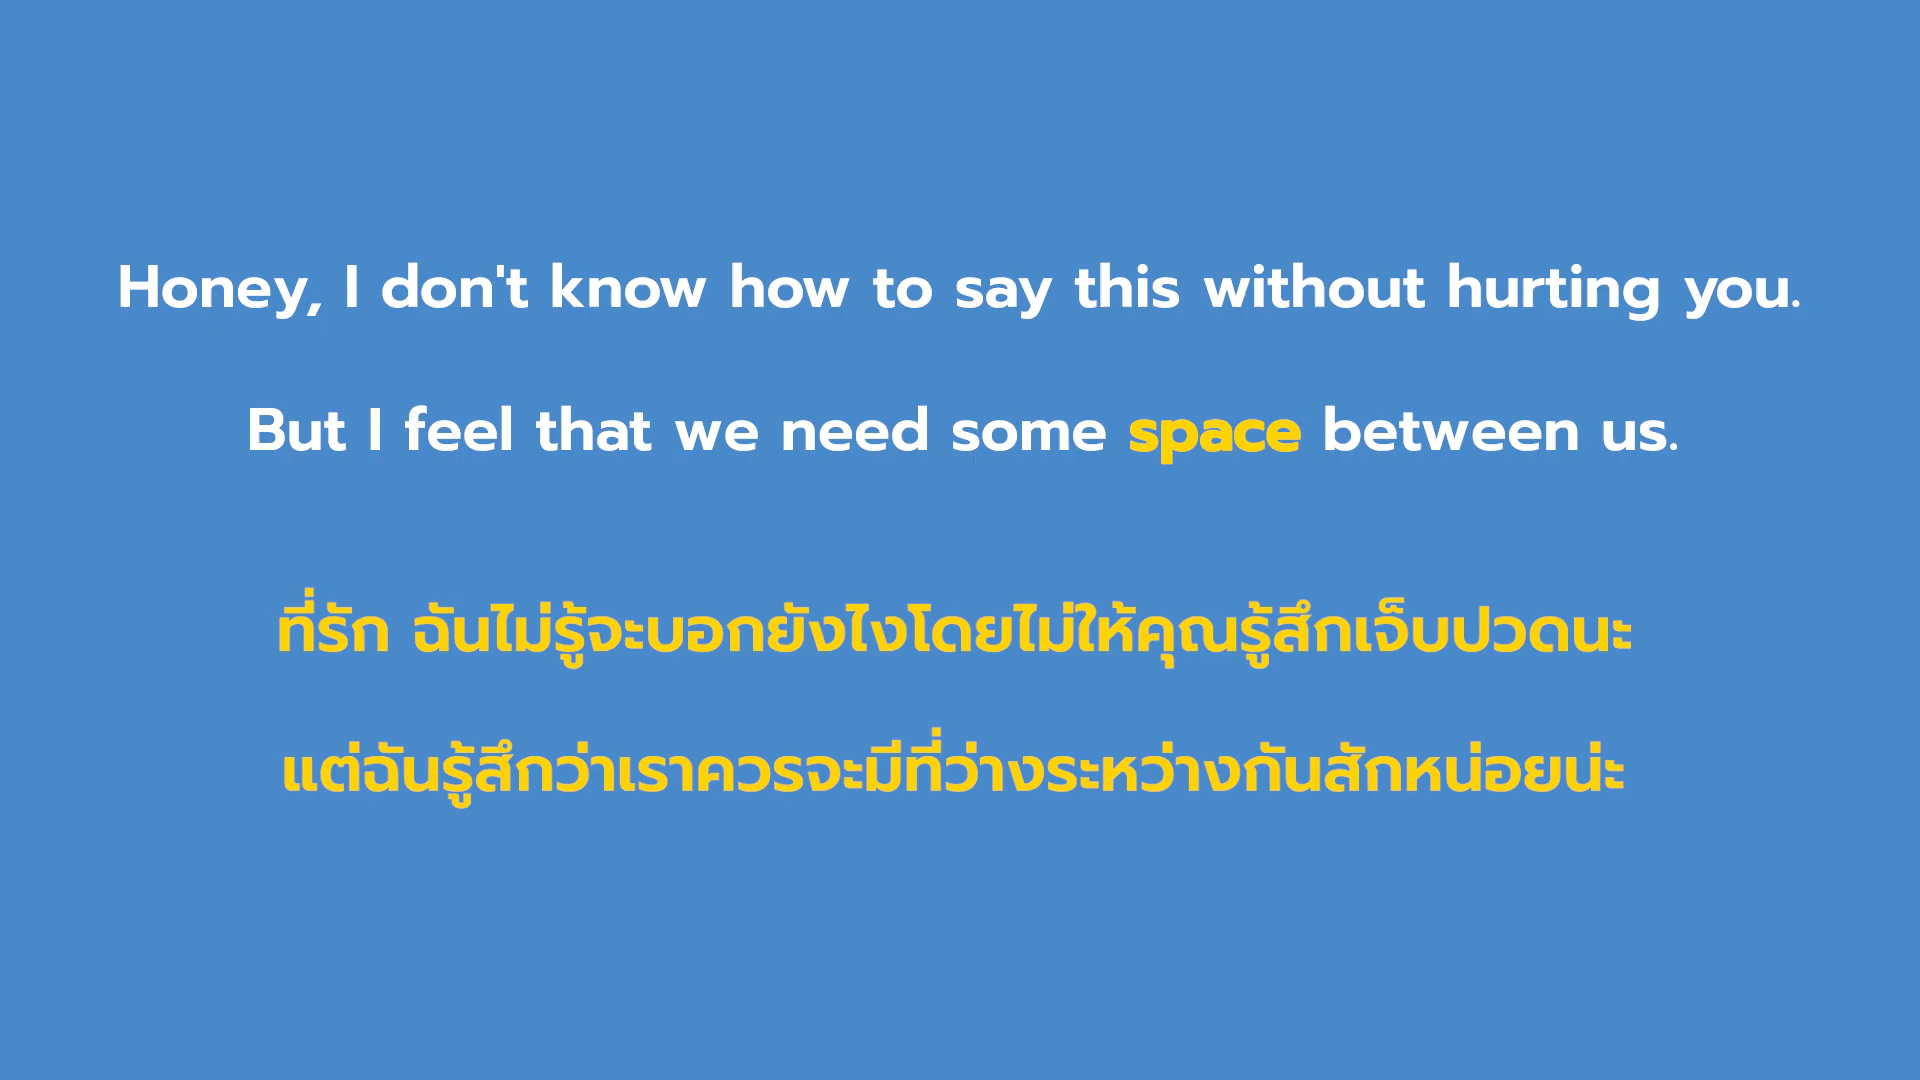 Honey, I don't know how to say this without hurting you.
But I feel that we need some space between us.
ที่รัก ฉันไม่รู้จะบอกยังไงโดยไม่ให้คุณรู้สึกเจ็บปวดนะ
แต่ฉันรู้สึกว่าเราควรจะมีที่ว่างระหว่างกันสักหน่อยน่ะ